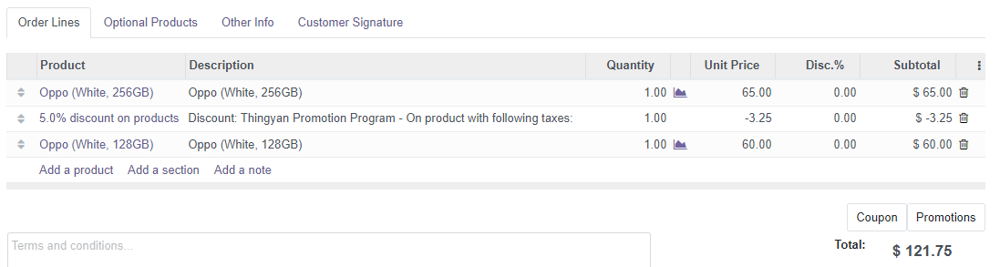 Order Lines Optional Products Other Info Customer Signature
Product Description Quantity Unit Price Disc.% Subtotal
Oppo (White, 256GB) Oppo (White, 256GB) 1.00 65.00 0.00 $ 65.00
5.0% discount on products Discount: Thingyan Promotion Program - On product with following taxes: 1.00 -3.25 0.00 $ -3.25
Oppo (White, 128GB) Oppo (White, 128GB) 1.00 60.00 0.00 $ 60.00
Add a product Add a section Add a note
Coupon Promotions
Terms and conditions...
Total: $ 121.75